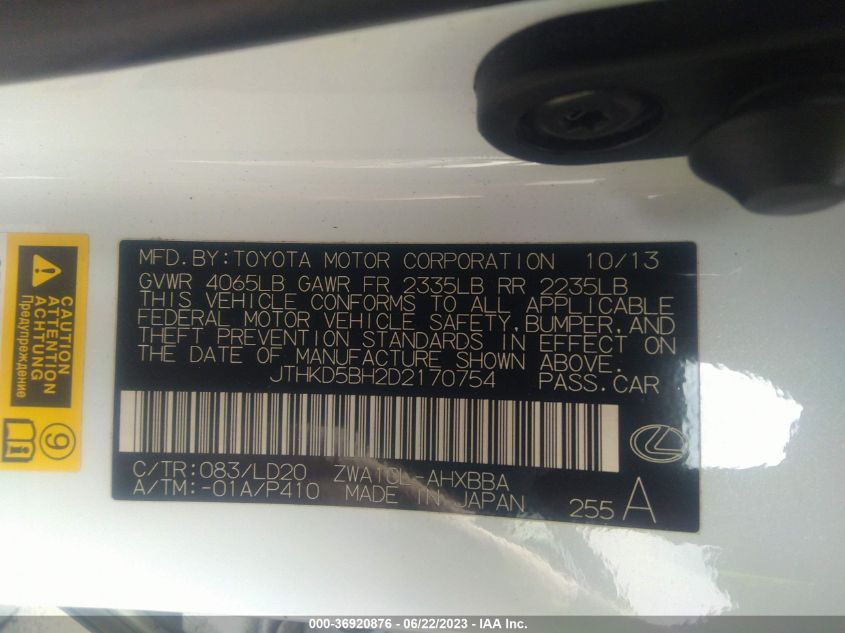 CAUTION
ATTENTION
ACHTUNG
Предупреждение
9
MFD.BY:TOYOTA MOTOR CORPORATION 10/13
GVWR 4065LB GAWR FR 2335LB RR 2235LB
THIS VEHICLE CONFORMS TO ALL APPLICABLE
FEDERAL MOTOR VEHICLE SAFETY,BUMPER,AND
THEFT PREVENTION STANDARDS IN EFFECT ON
THE DATE OF MANUFACTURE SHOWN ABOVE.
JTHKD5BH2D2170754 PASS.CAR
C/TR:083/LD20 ZWA10L-AHXBBA
A/TM:-01A/P410 MADE IN JAPAN
255 A
000-36920876 - 06/22/2023 - IAA Inc.